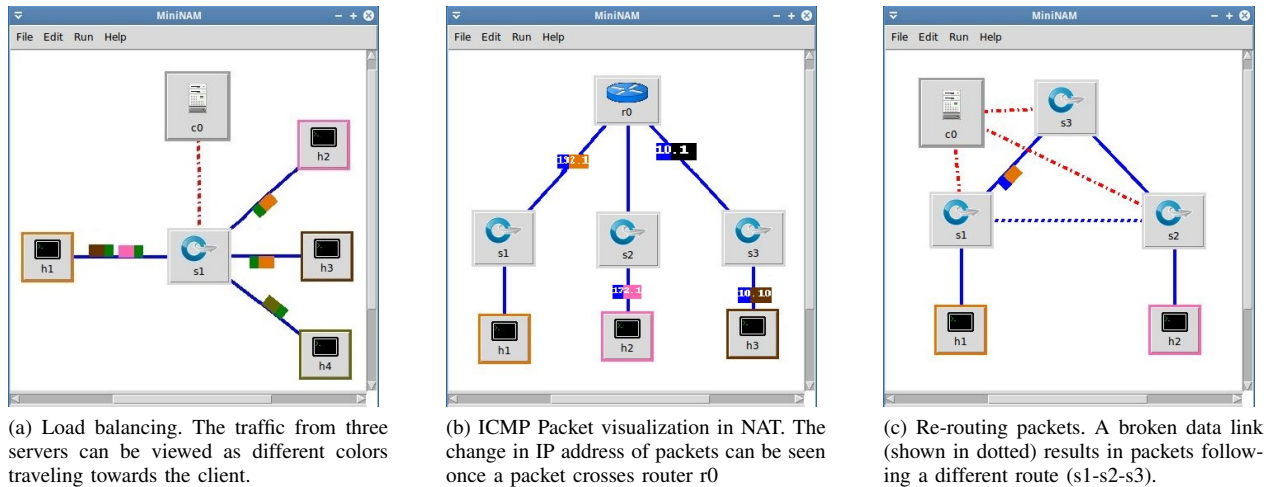 MiniNAM
File Edit Run Help
c0
h2
h1
s1
h3
h4
(a) Load balancing. The traffic from three
servers can be viewed as different colors
traveling towards the client.
MiniNAM
File Edit Run Help
r0
10.1
s1
s2
s3
10.10
h1
h2
h3
(b) ICMP Packet visualization in NAT. The
change in IP address of packets can be seen
once a packet crosses router r0
MiniNAM
File Edit Run Help
c0
s3
s1
s2
h1
h2
(c) Re-routing packets. A broken data link
(shown in dotted) results in packets follow-
ing a different route (s1-s2-s3).